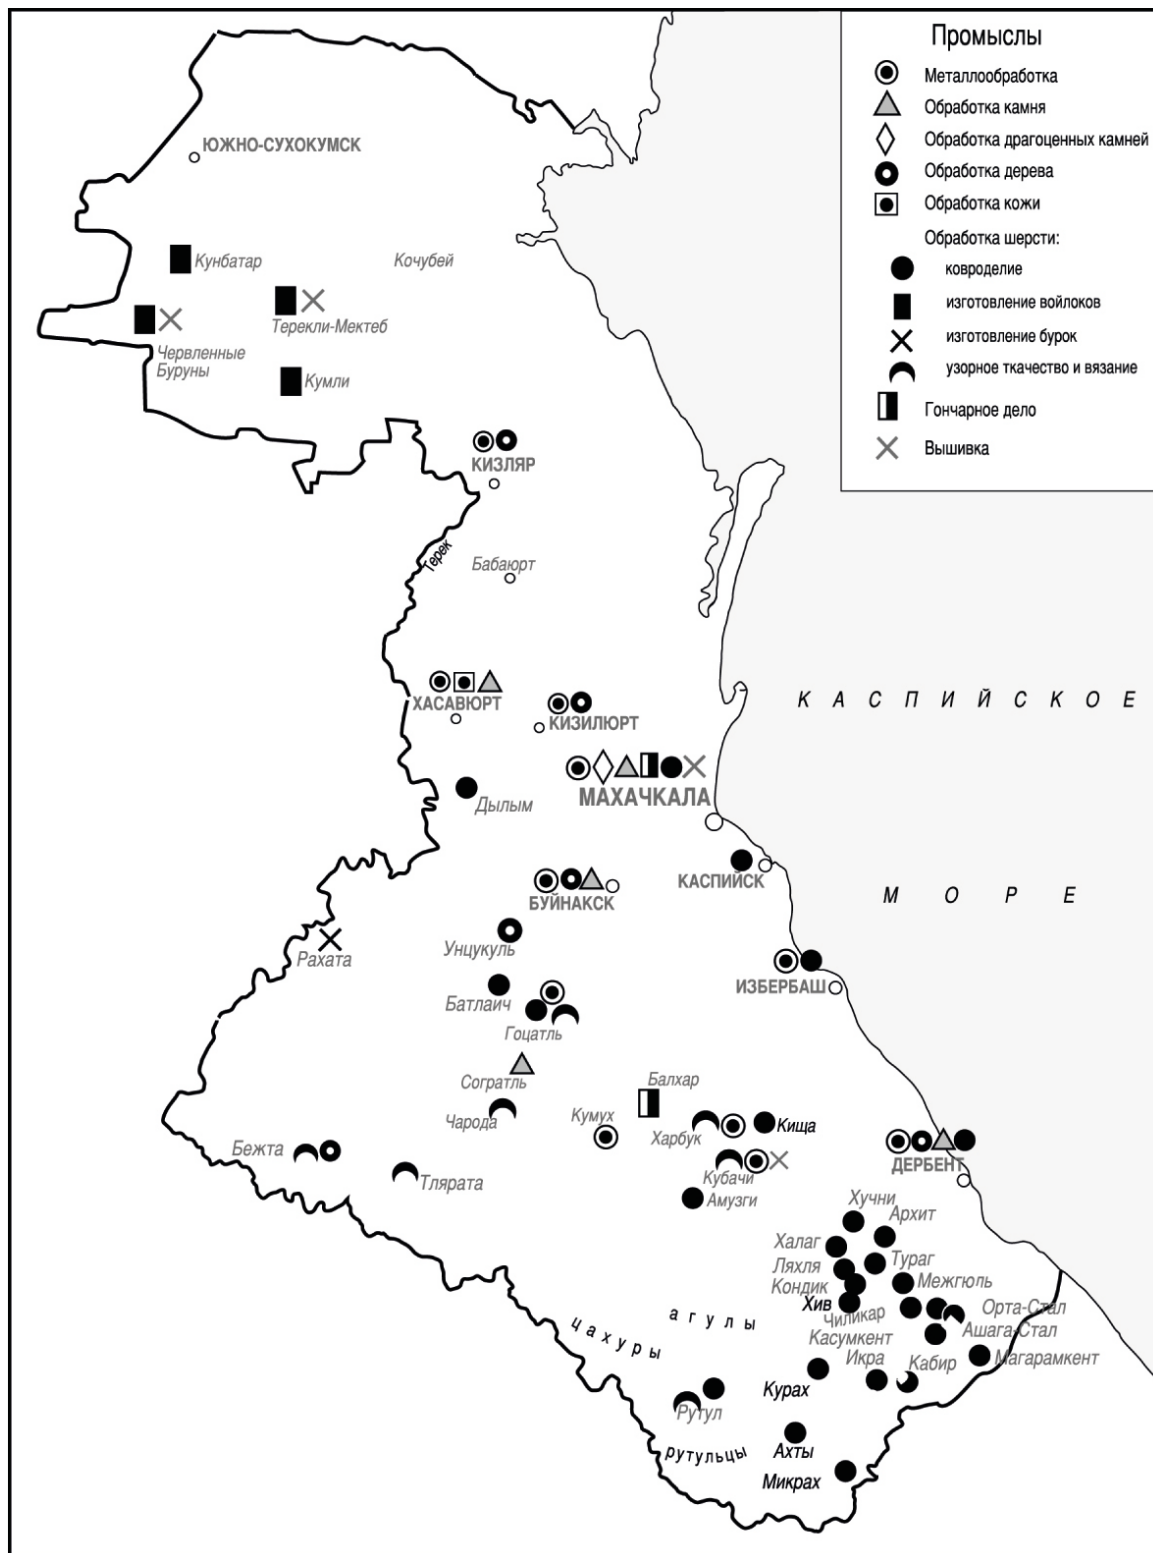 Промыслы
Металлообработка
Обработка камня
Обработка драгоценных камней
Обработка дерева
Обработка кожи
Обработка шерсти:
ковроделие
изготовление войлоков
изготовление бурок
узорное ткачество и вязание
Гончарное дело
Вышивка
ЮЖНО-СУХОКУМСК
Кунбатар
Кочубей
Терекли-Мектеб
Червленные
Буруны
Кумли
КИЗЛЯР
Терек
Бабаюрт
ХАСАВЮРТ
КИЗИЛЮРТ
КАСПИЙСКОЕ
МАХАЧКАЛА
Дылым
КАСПИЙСК
МОРЕ
БУЙНАКСК
Унцукуль
Рахата
ИЗБЕРБАШ
Батлаич
Гоцатль
Согратль
Балхар
Чарода
Кумух
Харбук
Кища
Бежта
ДЕРБЕНТ
Тлярата
Кубачи
Амузги
Хучни
Архит
Халаг
Тураг
Ляхля
Кондик
Межгюль
Хив
Чиликар
Орта-Стал
агулы
цахуры
Касумкент
Ашага-Стал
Икра
Кабир
Магарамкент
Курах
Рутул
рутульцы
Ахты
Микрах